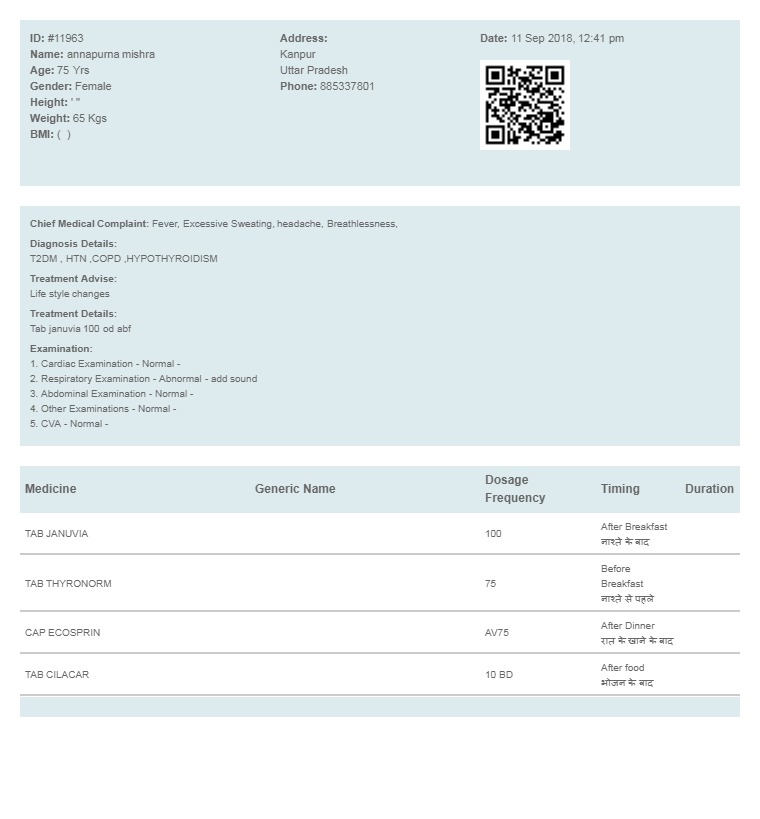 ID: #11963
Name: annapurna mishra
Age: 75 Yrs
Gender: Female
Height: ' "
Weight: 65 Kgs
BMI: ( )
Address:
Kanpur
Uttar Pradesh
Phone: 885337801
Date: 11 Sep 2018, 12:41 pm
Chief Medical Complaint: Fever, Excessive Sweating, headache, Breathlessness,
Diagnosis Details:
T2DM , HTN ,COPD ,HYPOTHYROIDISM
Treatment Advise:
Life style changes
Treatment Details:
Tab januvia 100 od abf
Examination:
1. Cardiac Examination - Normal -
2. Respiratory Examination - Abnormal - add sound
3. Abdominal Examination - Normal -
4. Other Examinations - Normal -
5. CVA - Normal -
Medicine Generic Name Dosage Frequency Timing Duration
TAB JANUVIA 100 After Breakfast
नाश्ते के बाद
TAB THYRONORM 75 Before Breakfast
नाश्ते से पहले
CAP ECOSPRIN AV75 After Dinner
रात के खाने के बाद
TAB CILACAR 10 BD After food
भोजन के बाद